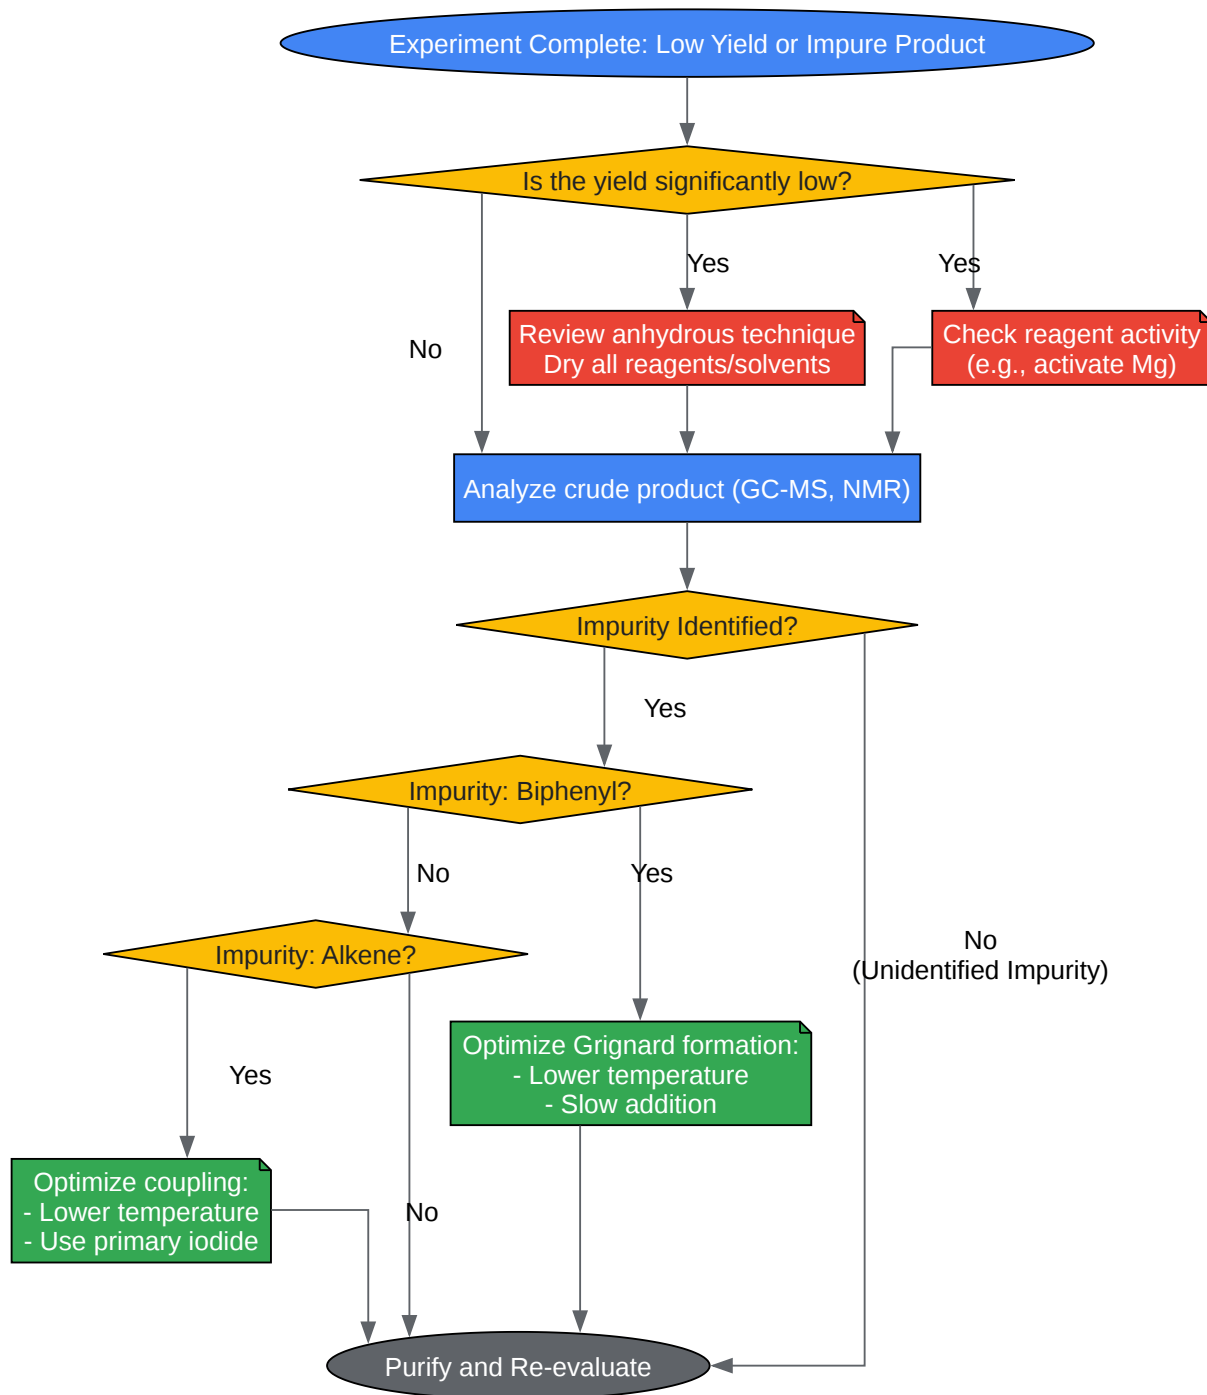 Experiment Complete: Low Yield or Impure Product
Is the yield significantly low?
Yes
Yes
No
Review anhydrous technique
Dry all reagents/solvents
Check reagent activity
(e.g., activate Mg)
Analyze crude product (GC-MS, NMR)
Impurity Identified?
Yes
Impurity: Biphenyl?
No
Yes
No
(Unidentified Impurity)
Impurity: Alkene?
Yes
Optimize Grignard formation:
- Lower temperature
- Slow addition
Optimize coupling:
- Lower temperature
- Use primary iodide
No
Purify and Re-evaluate